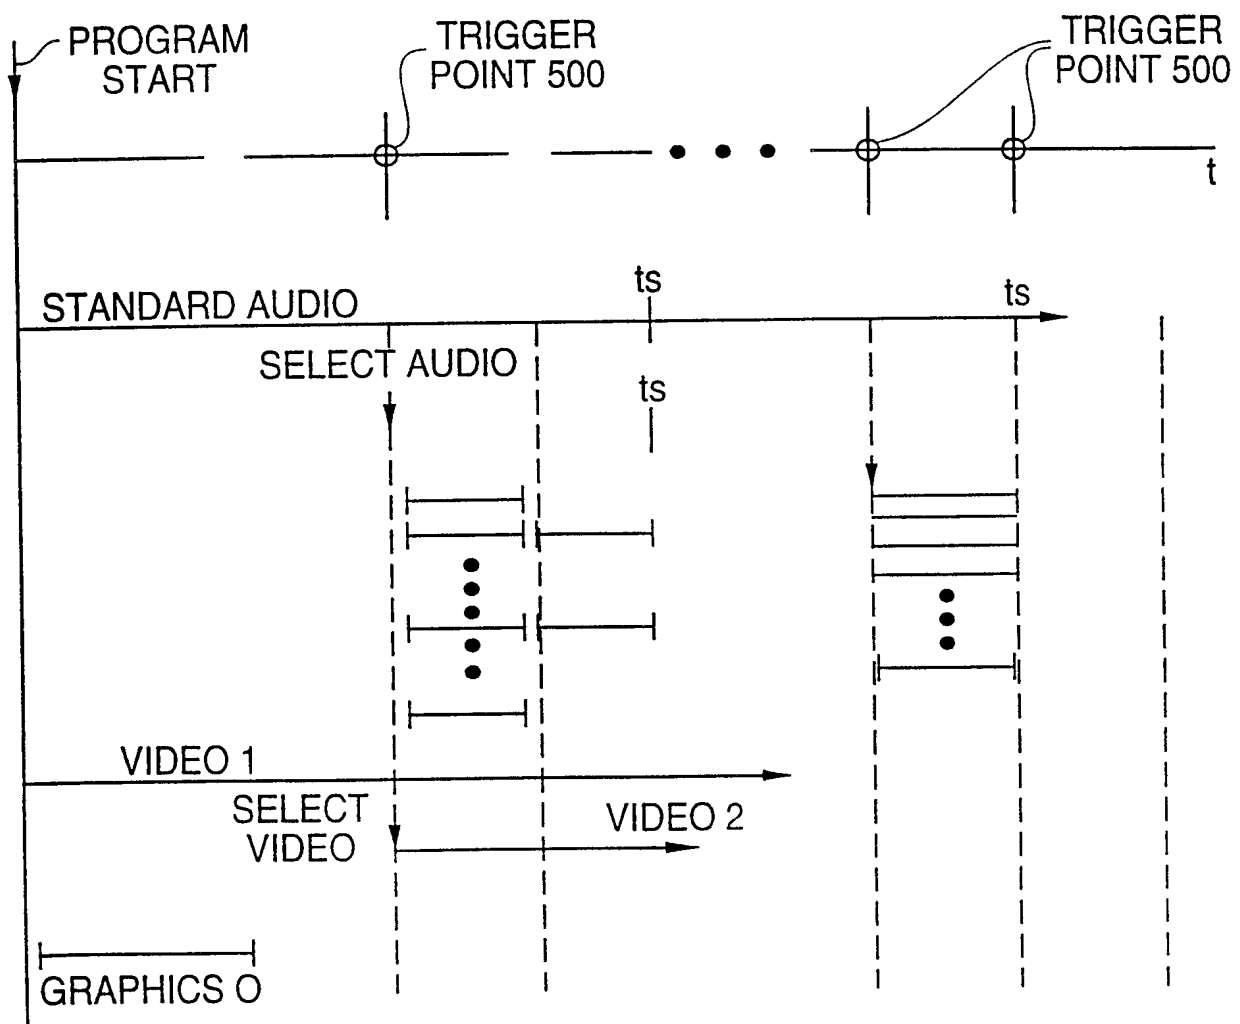 PROGRAM
START
TRIGGER
POINT 500
TRIGGER
POINT 500
t
STANDARD AUDIO
ts
ts
SELECT AUDIO
ts
VIDEO 1
SELECT
VIDEO
VIDEO 2
GRAPHICS O